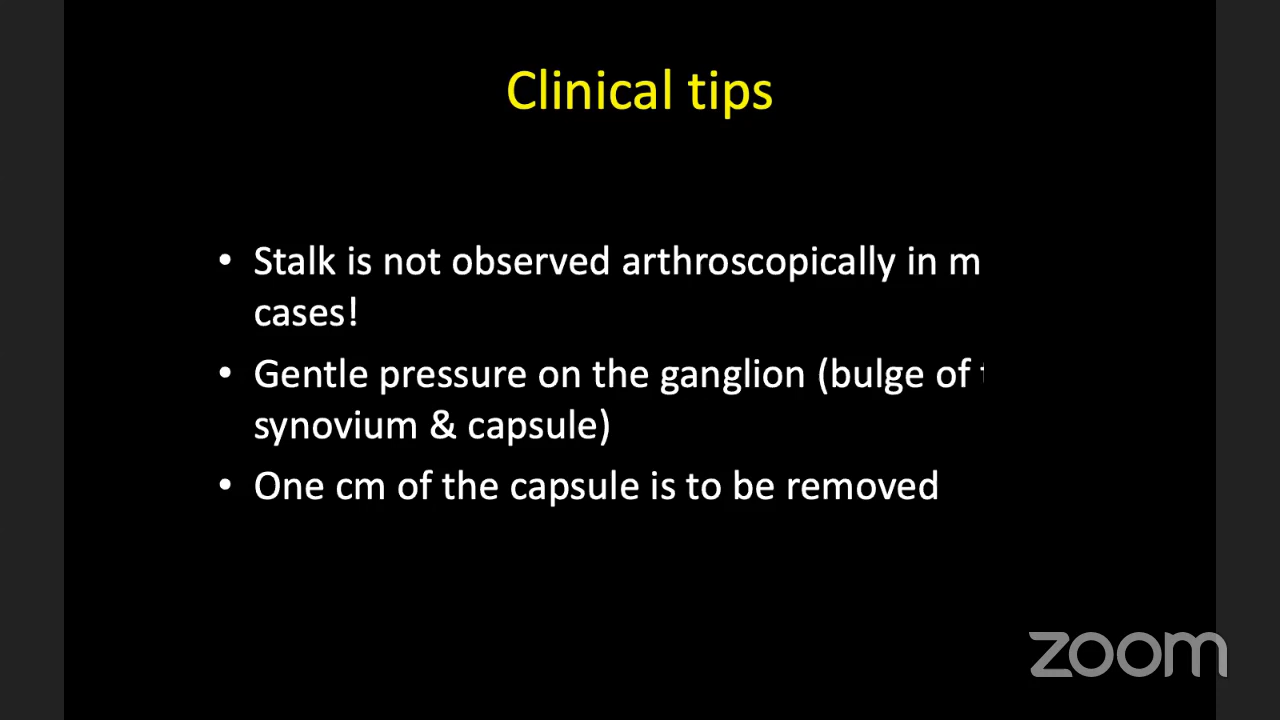 Clinical tips
• Stalk is not observed arthroscopically in m
cases!
• Gentle pressure on the ganglion (bulge of
synovium & capsule)
• One cm of the capsule is to be removed
zoom